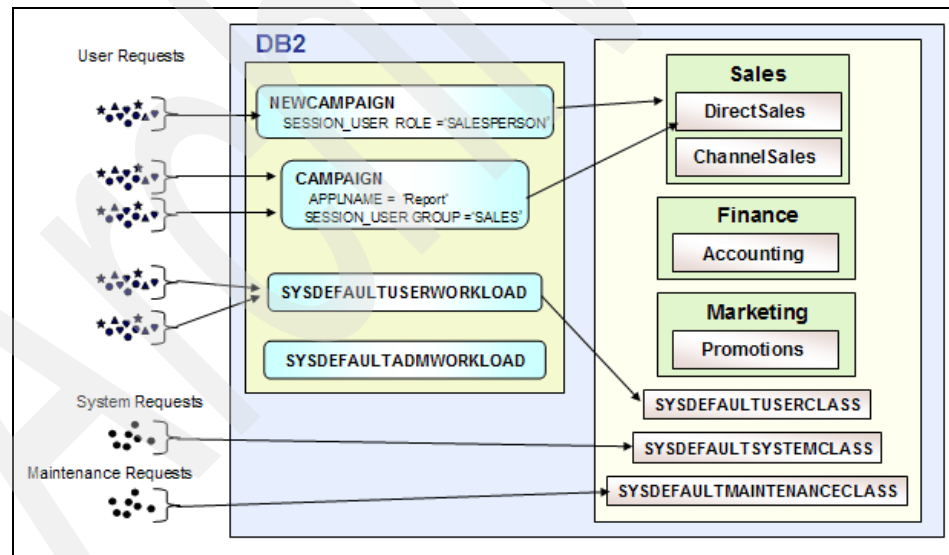 DB2
User Requests
NEWCAMPAIGN
SESSION_USER ROLE ='SALESPERSON'
CAMPAIGN
APPLNAME = 'Report'
SESSION_USER GROUP ='SALES'
SYSDEFAULTUSERWORKLOAD
SYSDEFAULTADMWORKLOAD
Sales
DirectSales
ChannelSales
Finance
Accounting
Marketing
Promotions
SYSDEFAULTUSERCLASS
System Requests
SYSDEFAULTSYSTEMCLASS
Maintenance Requests
SYSDEFAULTMAINTENANCECLASS